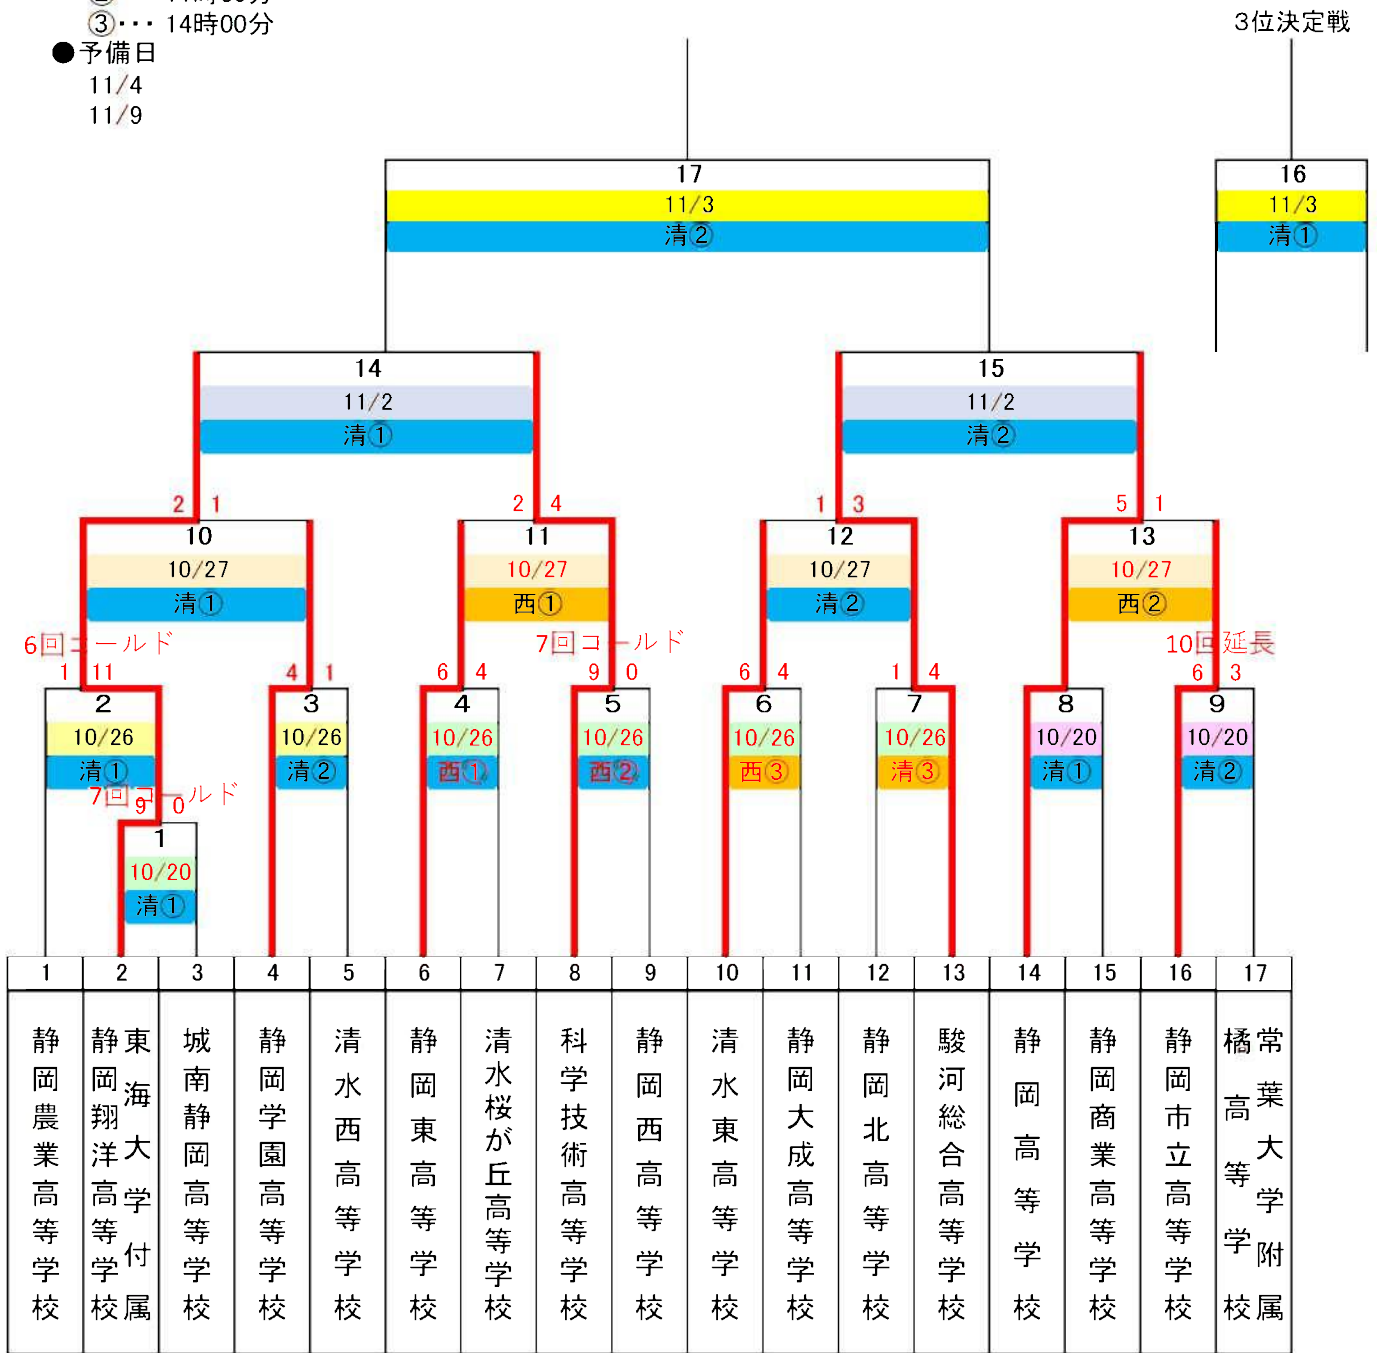 ③・・・ 14時00分
●予備日
11/4
11/9
3位決定戦
17
11/3
清②
16
11/3
清①
14
11/2
清①
15
11/2
清②
2 1
10
10/27
清①
2 4
11
10/27
西①
1 3
12
10/27
清②
5 1
13
10/27
西②
6回コールド
1 11
2
10/26
清①
4 1
3
10/26
清②
6 4
4
10/26
西①
7回コールド
9 0
5
10/26
西②
6 4
6
10/26
西③
1 4
7
10/26
清③
8
10/20
清①
10回延長
6 3
9
10/20
清②
7回コールド
9 0
1
10/20
清①
1 2 3 4 5 6 7 8 9 10 11 12 13 14 15 16 17
静岡農業高等学校
東海大学付属
静岡翔洋高等学校
城南静岡高等学校
静岡学園高等学校
清水西高等学校
静岡東高等学校
清水桜が丘高等学校
科学技術高等学校
静岡西高等学校
清水東高等学校
静岡大成高等学校
静岡北高等学校
駿河総合高等学校
静岡高等学校
静岡商業高等学校
静岡市立高等学校
常葉大学附属
橘高等学校